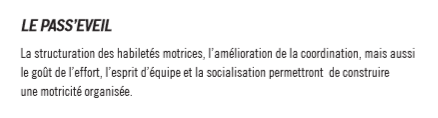 LE PASS'EVEIL
La structuration des habiletés motrices, l'amélioration de la coordination, mais aussi
le goût de l'effort, l'esprit d'équipe et la socialisation permettront de construire
une motricité organisée.